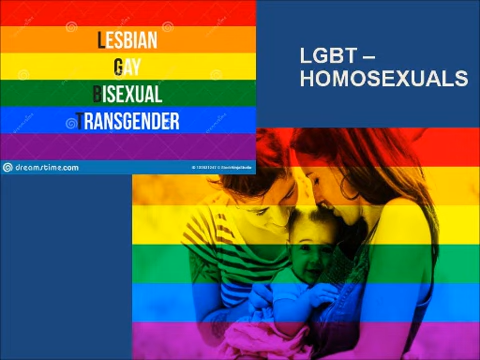 LESBIAN
GAY
BISEXUAL
TRANSGENDER
dreamstime.com
LGBT –
HOMOSEXUALS